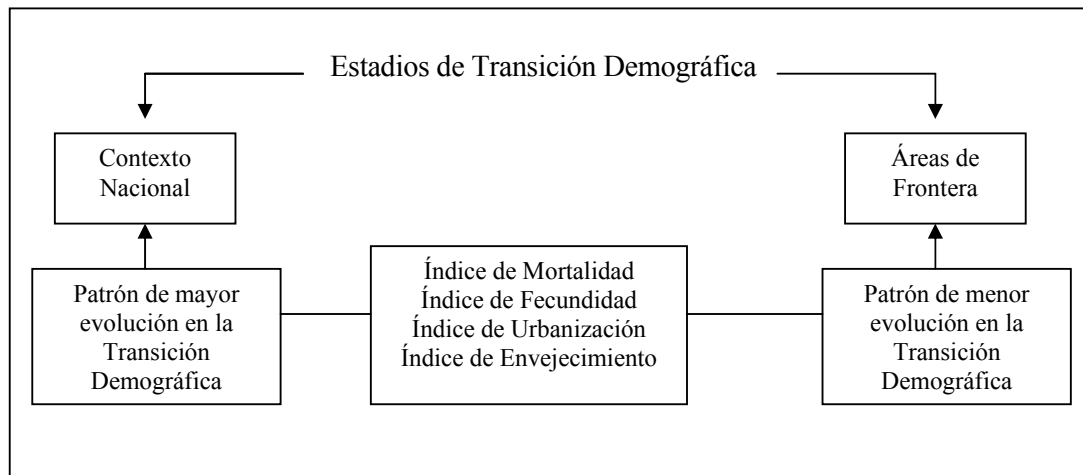 Estadios de Transición Demográfica
Contexto
Nacional
Áreas de
Frontera
Patrón de mayor
evolución en la
Transición
Demográfica
Índice de Mortalidad
Índice de Fecundidad
Índice de Urbanización
Índice de Envejecimiento
Patrón de menor
evolución en la
Transición
Demográfica